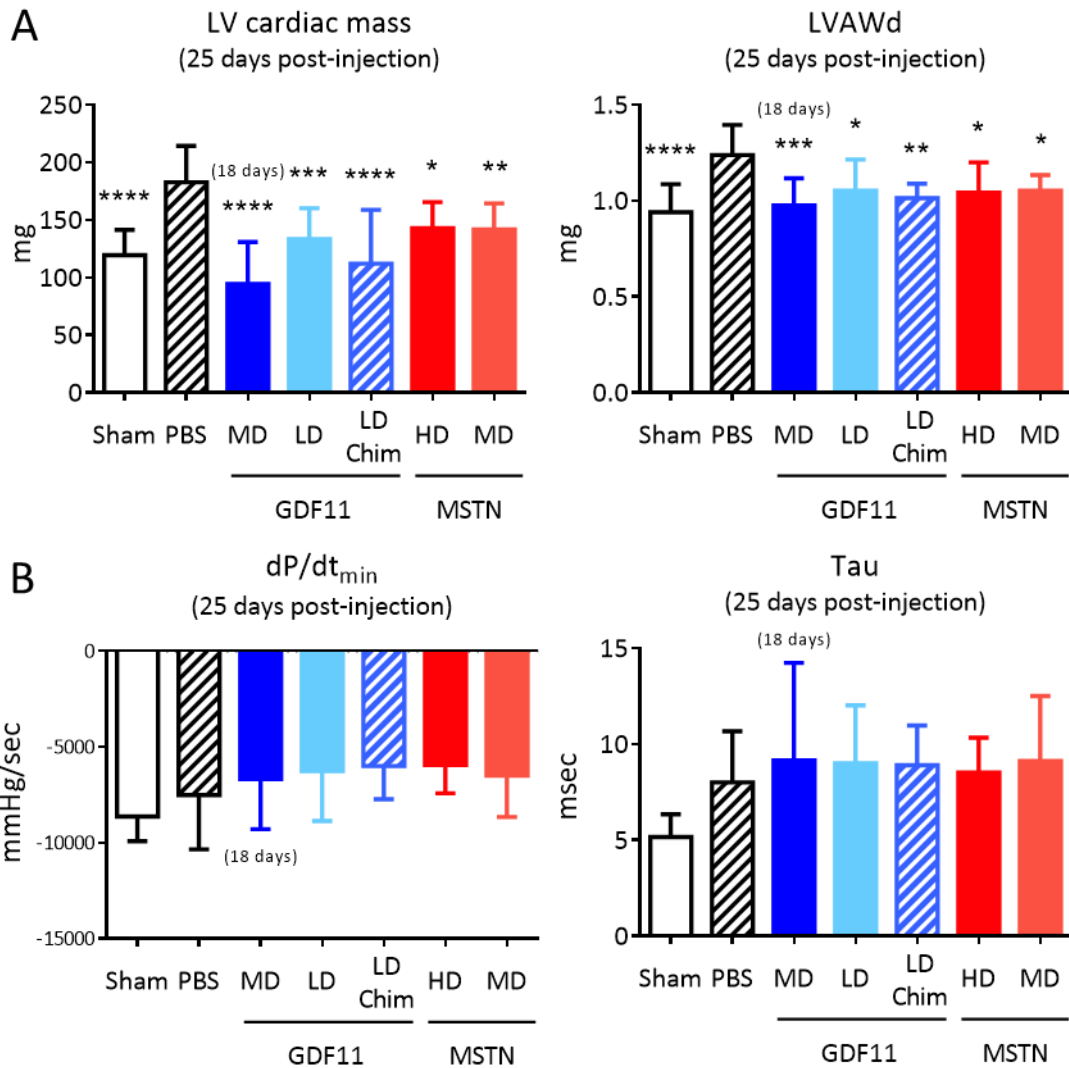 A
LV cardiac mass
(25 days post-injection)
mg
250
200
150
100
50
0
****
(18 days)
****
***
****
*
**
Sham PBS MD LD LD Chim HD MD
GDF11 MSTN
LVAWd
(25 days post-injection)
mg
1.5
1.0
0.5
0.0
****
(18 days)
***
*
**
*
*
Sham PBS MD LD LD Chim HD MD
GDF11 MSTN
B
dP/dtmin
(25 days post-injection)
mmHg/sec
0
-5000
-10000
-15000
(18 days)
Sham PBS MD LD LD Chim HD MD
GDF11 MSTN
Tau
(25 days post-injection)
msec
15
10
5
0
(18 days)
Sham PBS MD LD LD Chim HD MD
GDF11 MSTN